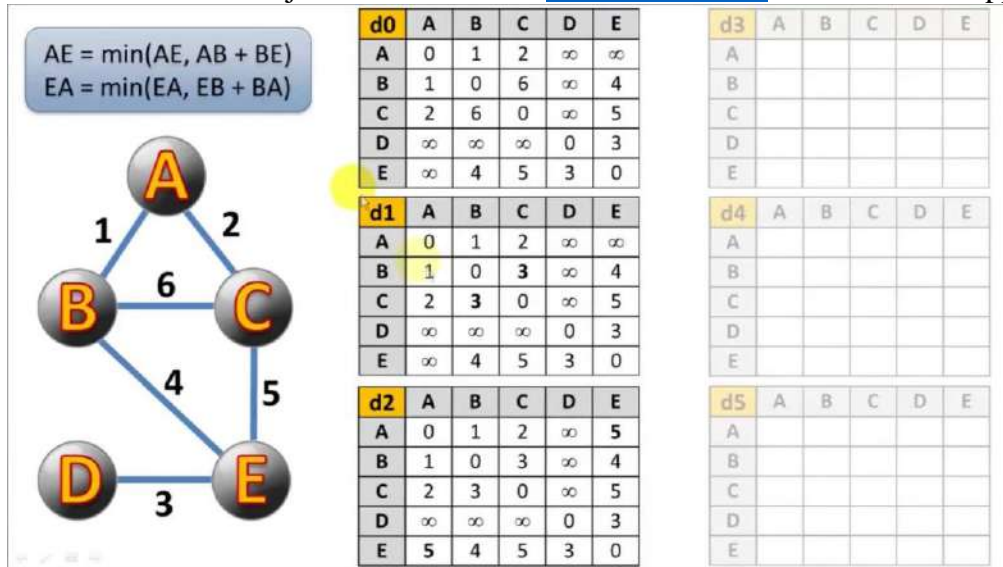 AE = min(AE, AB + BE)
EA = min(EA, EB + BA)
A
1
2
B
6
C
4
5
D
3
E
d0 A B C D E
A 0 1 2 ∞ ∞
B 1 0 6 ∞ 4
C 2 6 0 ∞ 5
D ∞ ∞ ∞ 0 3
E ∞ 4 5 3 0
d1 A B C D E
A 0 1 2 ∞ ∞
B 1 0 3 ∞ 4
C 2 3 0 ∞ 5
D ∞ ∞ ∞ 0 3
E ∞ 4 5 3 0
d2 A B C D E
A 0 1 2 ∞ 5
B 1 0 3 ∞ 4
C 2 3 0 ∞ 5
D ∞ ∞ ∞ 0 3
E 5 4 5 3 0
d3 A B C D E
A
B
C
D
E
d4 A B C D E
A
B
C
D
E
d5 A B C D E
A
B
C
D
E